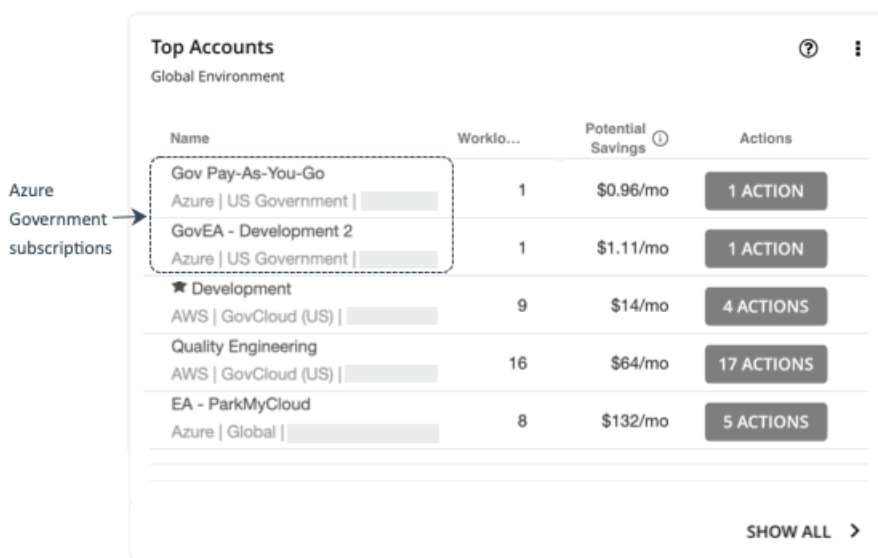 Top Accounts
Global Environment
Name Worklo... Potential Savings Actions
Azure Government subscriptions
Gov Pay-As-You-Go
Azure | US Government |
1 $0.96/mo 1 ACTION
GovEA - Development 2
Azure | US Government |
1 $1.11/mo 1 ACTION
Development
AWS | GovCloud (US) |
9 $14/mo 4 ACTIONS
Quality Engineering
AWS | GovCloud (US) |
16 $64/mo 17 ACTIONS
EA - ParkMyCloud
Azure | Global |
8 $132/mo 5 ACTIONS
SHOW ALL